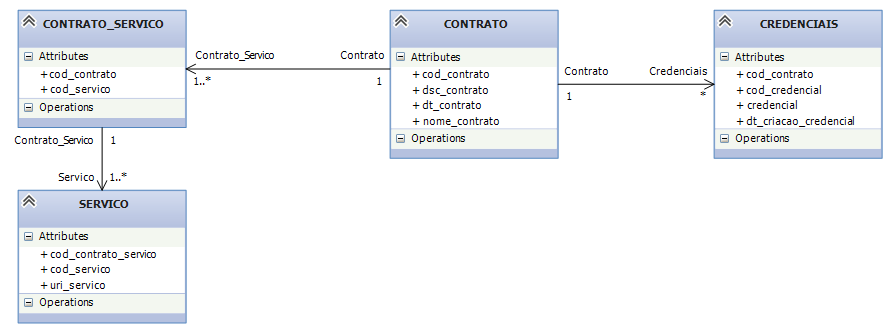 CONTRATO_SERVICO
Attributes
+ cod_contrato
+ cod_servico
Operations
Contrato_Servico
Contrato
1..*
1
CONTRATO
Attributes
+ cod_contrato
+ dsc_contrato
+ dt_contrato
+ nome_contrato
Operations
Contrato
Credenciais
1
*
CREDENCIAIS
Attributes
+ cod_contrato
+ cod_credencial
+ credencial
+ dt_criacao_credencial
Operations
Contrato_Servico
1
Servico
1..*
SERVICO
Attributes
+ cod_contrato_servico
+ cod_servico
+ uri_servico
Operations